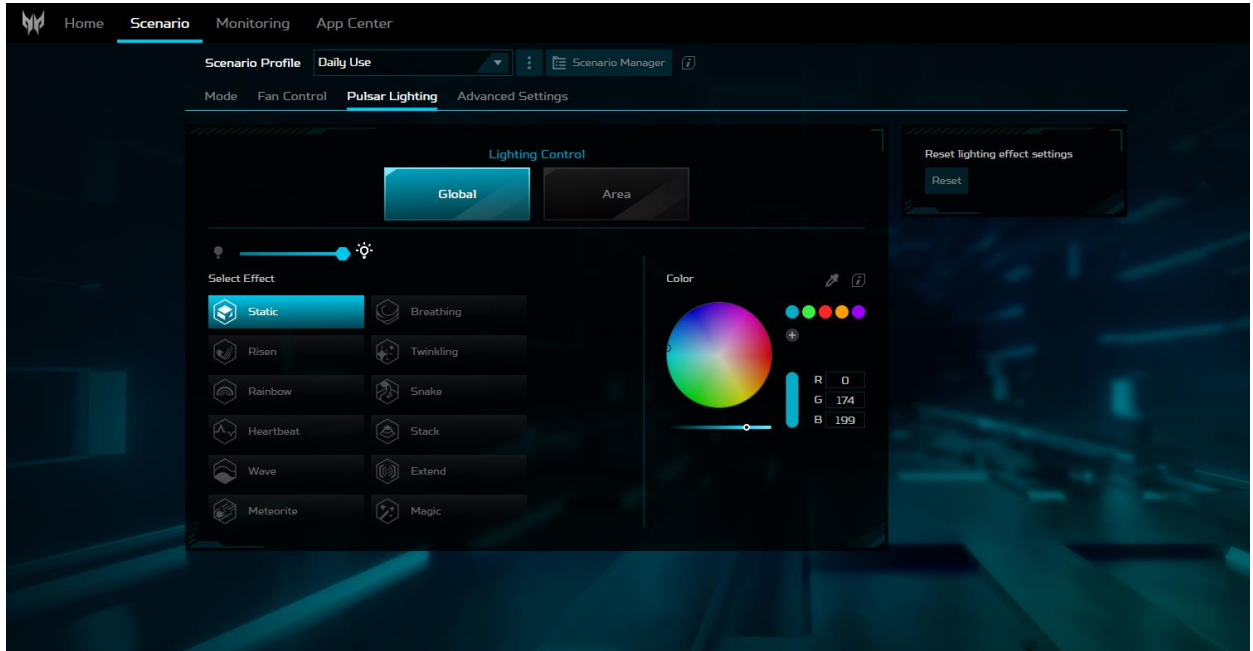 Home Scenario Monitoring App Center
Scenario Profile Daily Use Scenario Manager
Mode Fan Control Pulsar Lighting Advanced Settings
Lighting Control
Global Area
Select Effect
Static Breathing
Risen Twinkling
Rainbow Snake
Heartbeat Stack
Wave Extend
Meteorite Magic
Color
R 0
G 174
B 199
Reset lighting effect settings
Reset